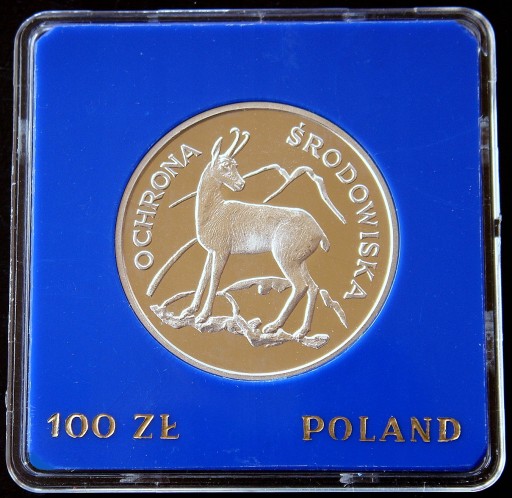 OCHRONA ŚRODOWISKA
100 ZŁ POLAND